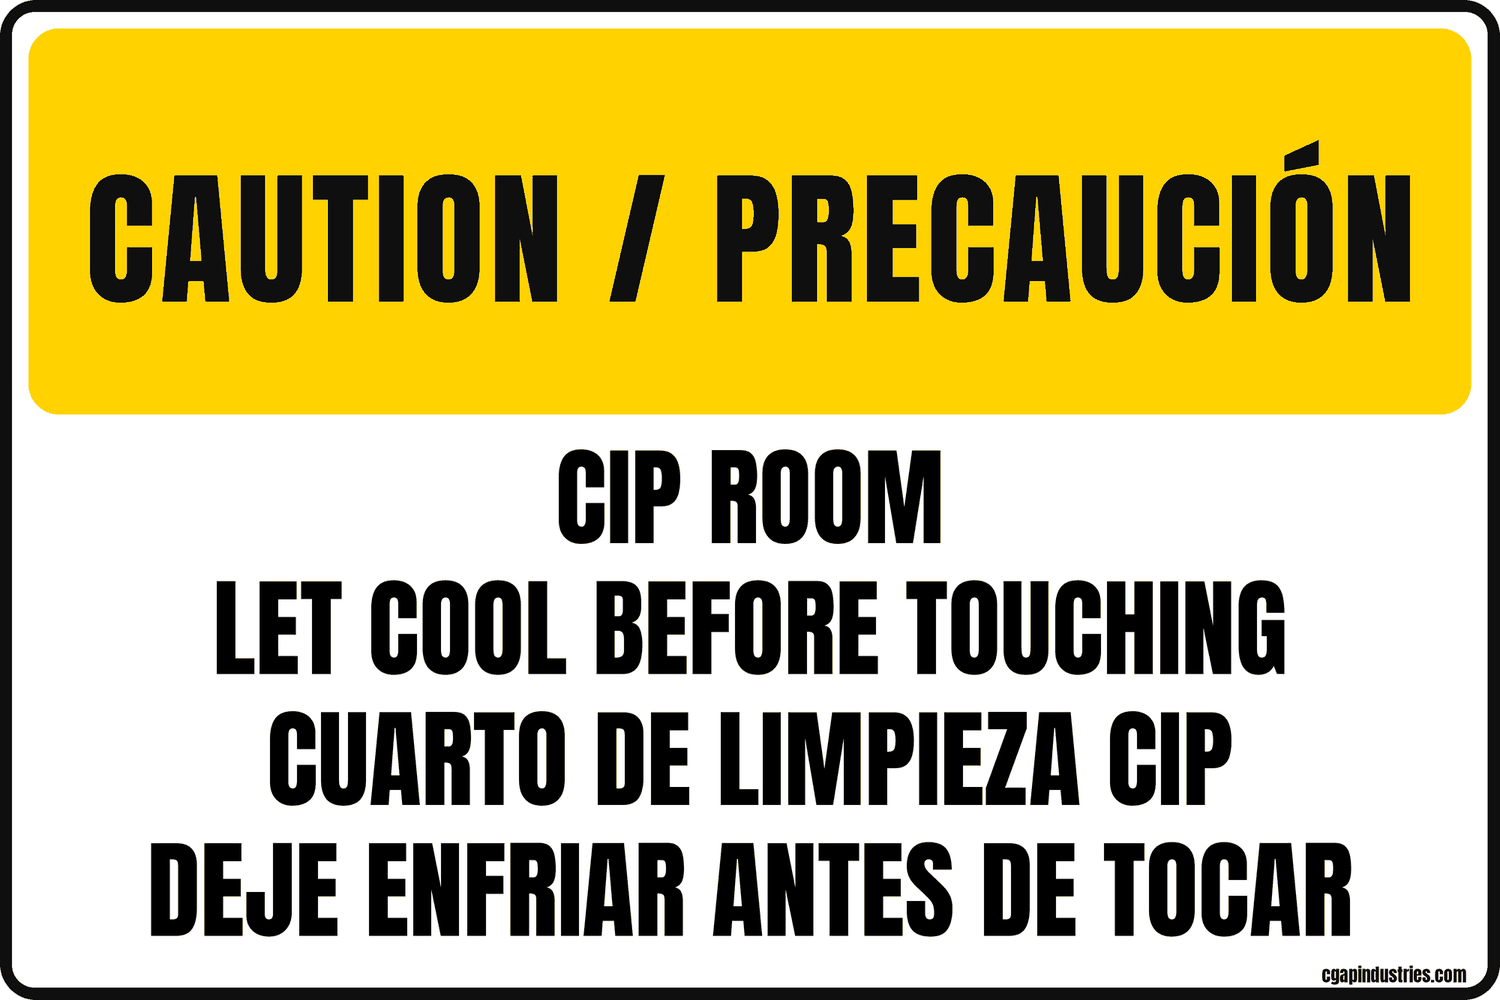 CAUTION / PRECAUCIÓN
CIP ROOM
LET COOL BEFORE TOUCHING
CUARTO DE LIMPIEZA CIP
DEJE ENFRIAR ANTES DE TOCAR
cgapindustries.com